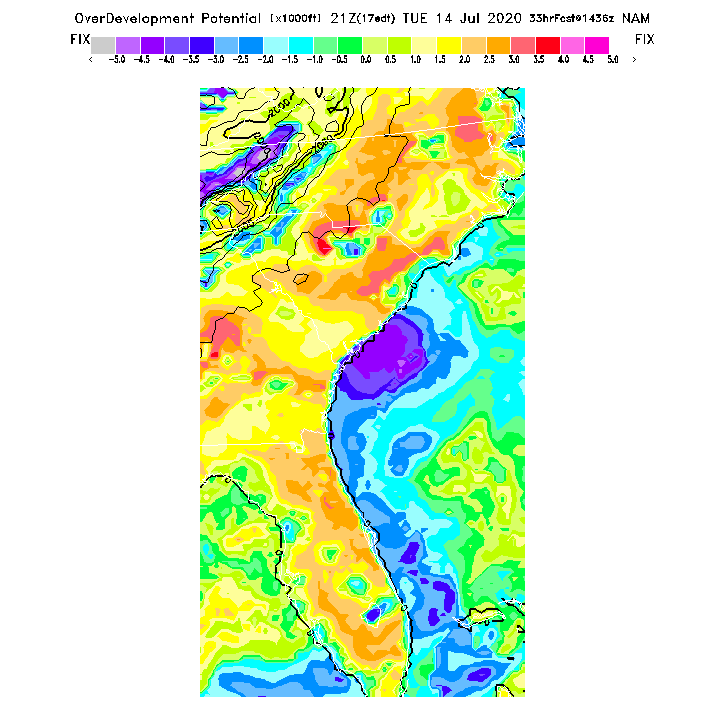 OverDevelopment Potential [x1000ft] 21Z(17edt) TUE 14 Jul 2020 33hrFcst@1436z NAM
FIX FIX
< -5.0 -4.5 -4.0 -3.5 -3.0 -2.5 -2.0 -1.5 -1.0 -0.5 0.0 0.5 1.0 1.5 2.0 2.5 3.0 3.5 4.0 4.5 5.0 >
2000
2000